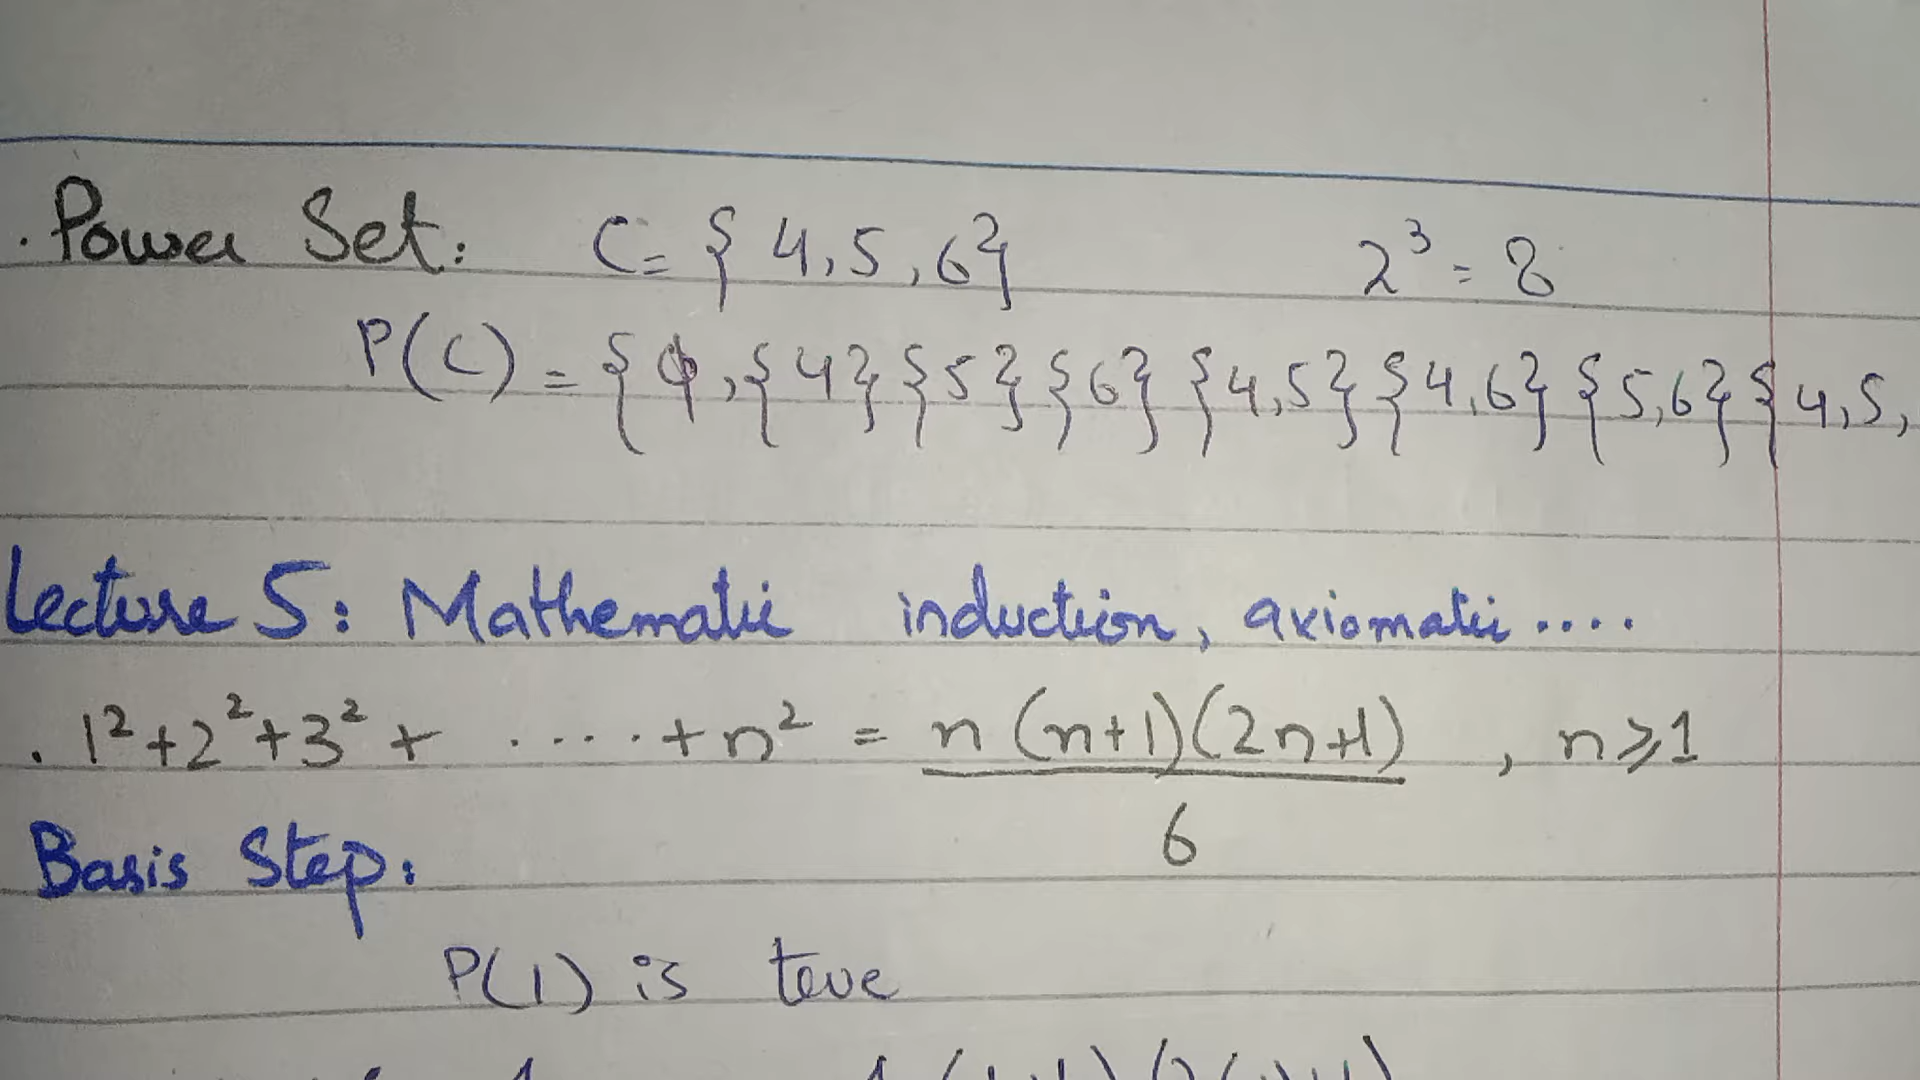 . Power Set: C = { 4, 5, 6 } 2³ = 8
P(C) = { ϕ, {4} {5} {6} {4,5} {4,6} {5,6} { 4,5,
Lecture 5: Mathematic induction, axiomatic ....
. 1² + 2² + 3² + ..... + n² = n (n+1)(2n+1) , n ⩾ 1
6
Basis Step:
P(1) is true